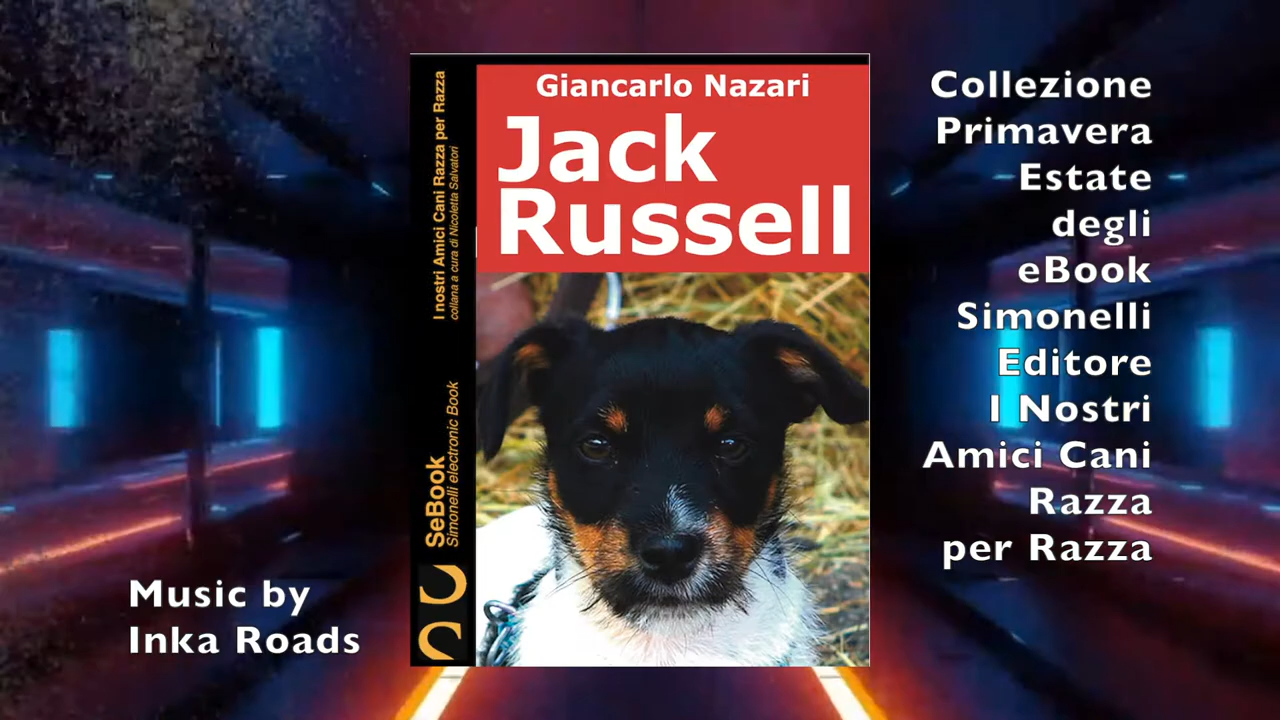 Giancarlo Nazari
Jack
Russell
I nostri Amici Cani Razza per Razza
collana a cura di Nicoletta Salvatori
SeBook
Simonelli electronic Book
Collezione
Primavera
Estate
degli
eBook
Simonelli
Editore
I Nostri
Amici Cani
Razza
per Razza
Music by
Inka Roads